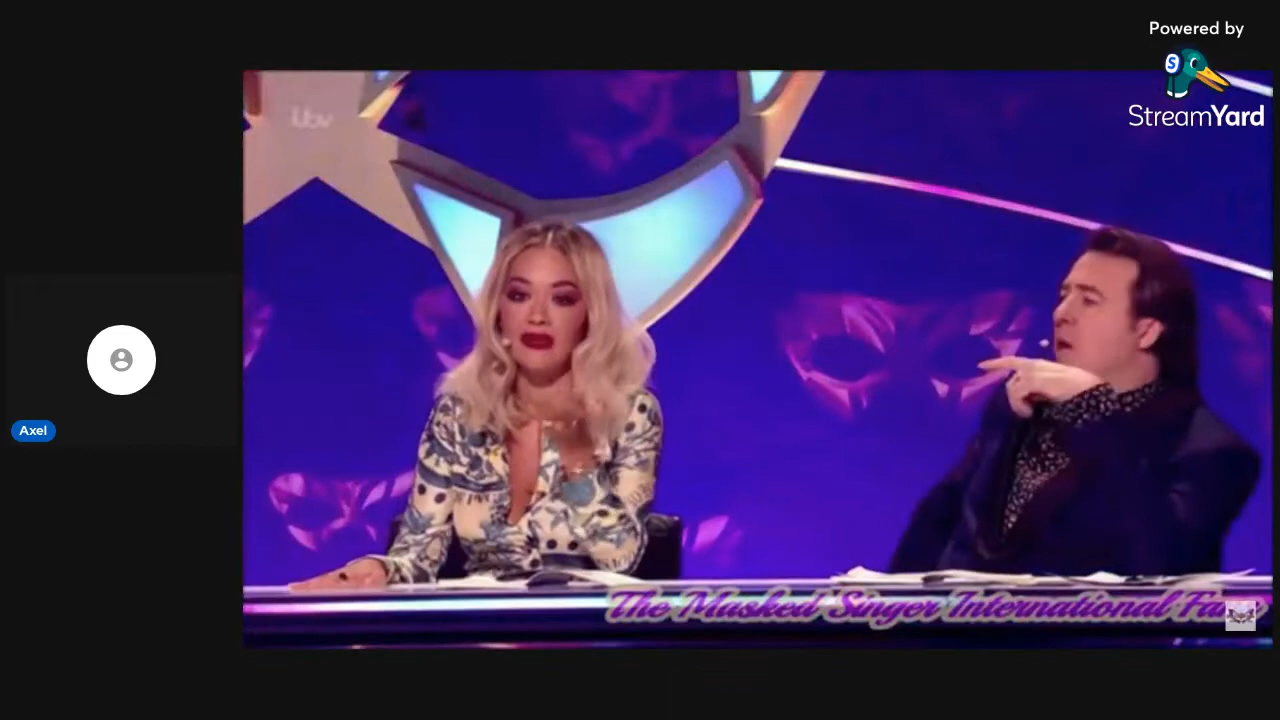 Powered by
S
StreamYard
itv
Axel
The Masked Singer International Fa